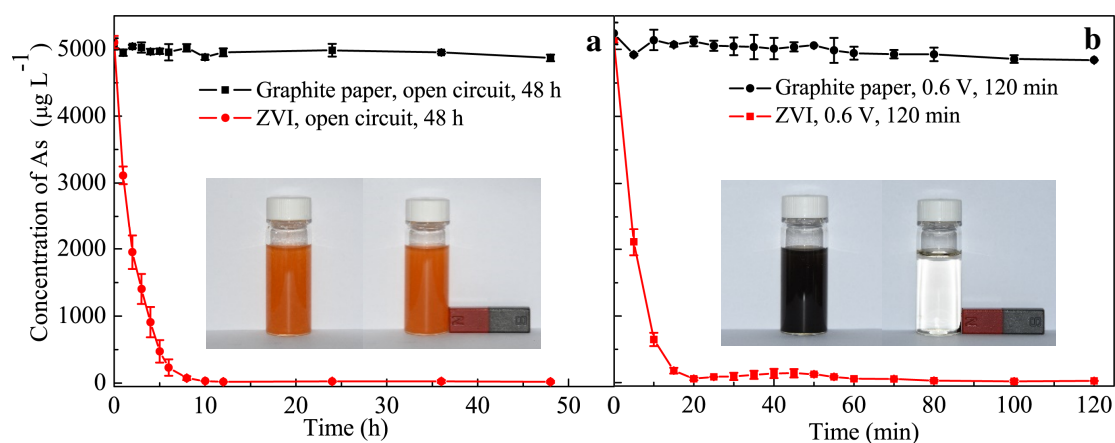 Concentration of As (μg L⁻¹)
5000
4000
3000
2000
1000
0
a
Graphite paper, open circuit, 48 h
ZVI, open circuit, 48 h
N
0
10
20
30
40
50
Time (h)
b
Graphite paper, 0.6 V, 120 min
ZVI, 0.6 V, 120 min
N
0
20
40
60
80
100
120
Time (min)